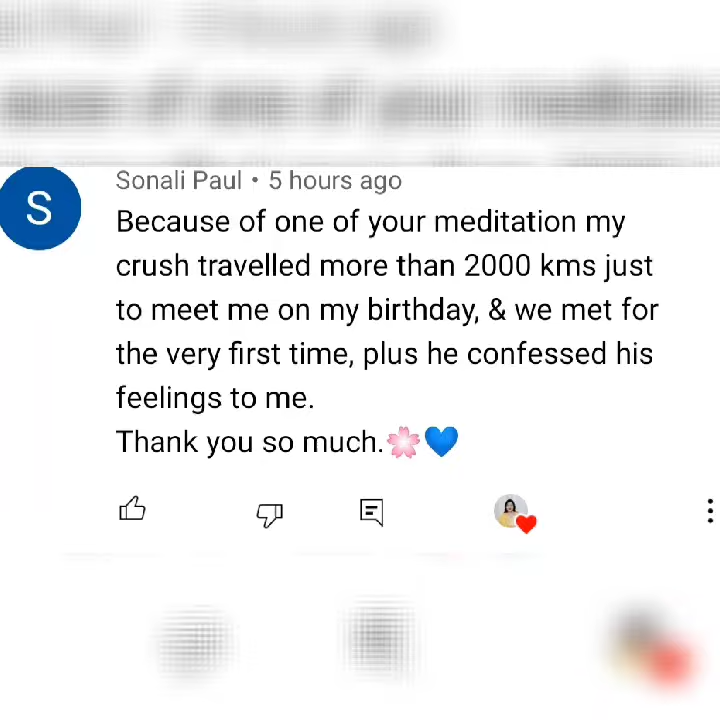 S
Sonali Paul • 5 hours ago
Because of one of your meditation my
crush travelled more than 2000 kms just
to meet me on my birthday, & we met for
the very first time, plus he confessed his
feelings to me.
Thank you so much.🌸💙